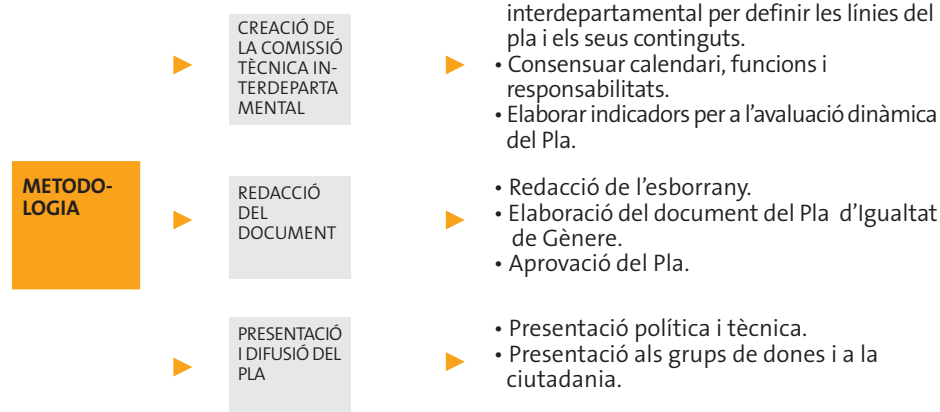 CREACIÓ DE
LA COMISSIÓ
TÈCNICA IN-
TERDEPARTA
MENTAL
interdepartamental per definir les línies del
pla i els seus continguts.
• Consensuar calendari, funcions i
responsabilitats.
• Elaborar indicadors per a l'avaluació dinàmica
del Pla.
METODO-
LOGIA
REDACCIÓ
DEL
DOCUMENT
• Redacció de l'esborrany.
• Elaboració del document del Pla d'Igualtat
de Gènere.
• Aprovació del Pla.
PRESENTACIÓ
I DIFUSIÓ DEL
PLA
• Presentació política i tècnica.
• Presentació als grups de dones i a la
ciutadania.